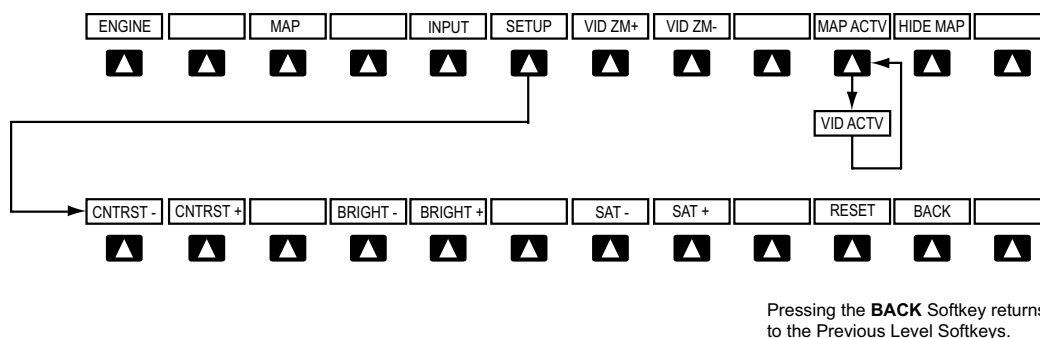 ENGINE MAP INPUT SETUP VID ZM+ VID ZM- MAP ACTV HIDE MAP
VID ACTV
CNTRST - CNTRST + BRIGHT - BRIGHT + SAT - SAT + RESET BACK
Pressing the BACK Softkey returns
to the Previous Level Softkeys.